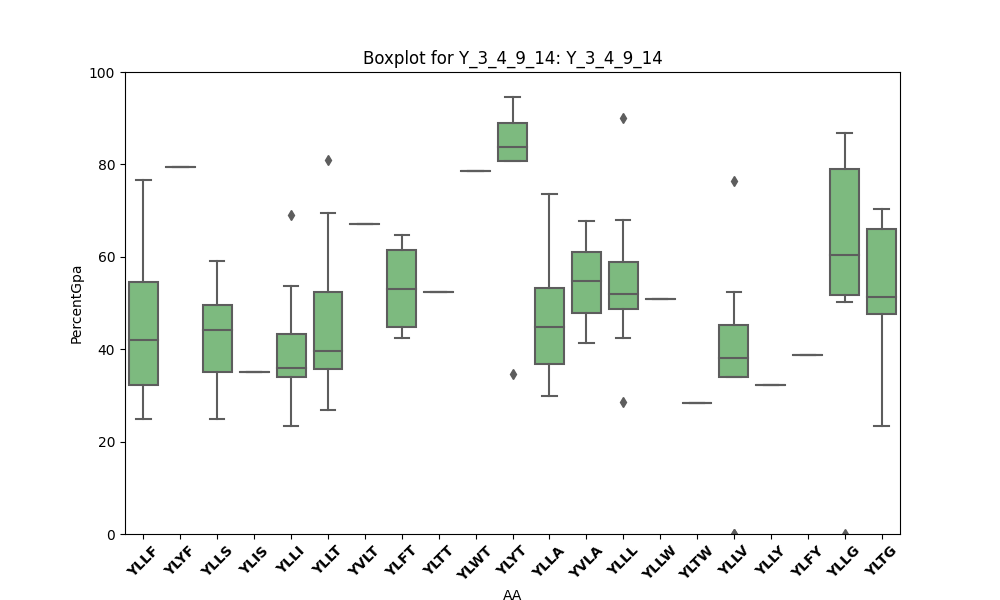 Boxplot for Y_3_4_9_14: Y_3_4_9_14
PercentGpa
100
80
60
40
20
0
YLLF YLYF YLLS YLIS YLLI YLLT YVLT YLFT YLTT YLWT YLYT YLLA YVLA YLLL YLLW YLTW YLLV YLLY YLFY YLLG YLTG
AA